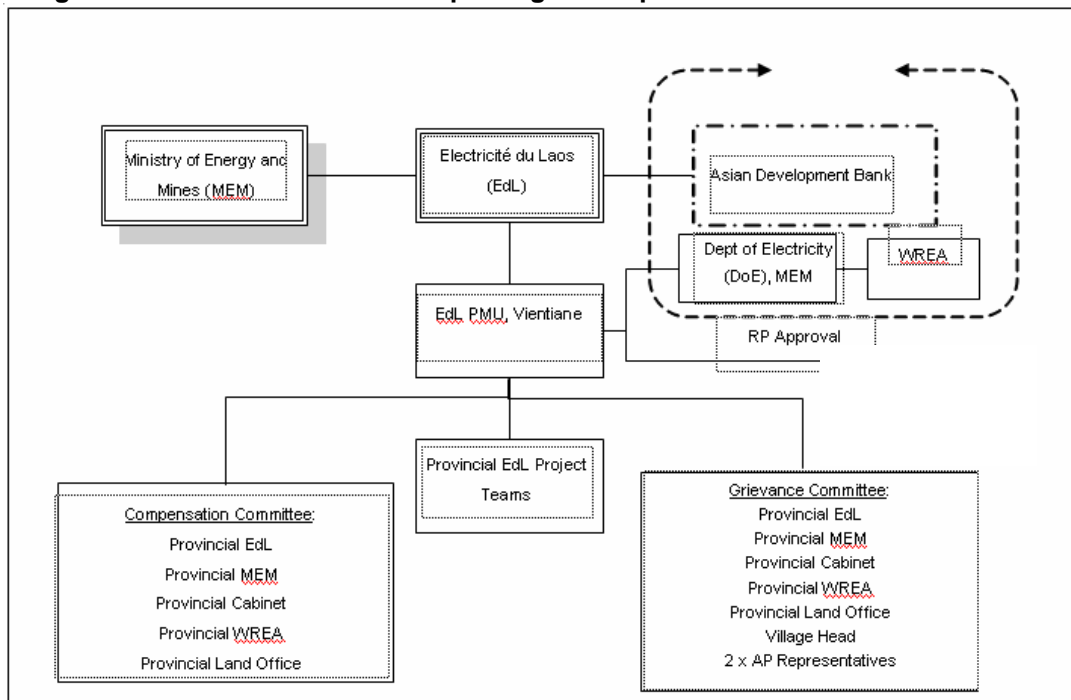 Ministry of Energy and
Mines (MEM)
Electricité du Laos
(EdL)
Asian Development Bank
Dept of Electricity
(DoE), MEM
WREA
EdL PMU, Vientiane
RP Approval
Provincial EdL Project
Teams
Compensation Committee:
Provincial EdL
Provincial MEM
Provincial Cabinet
Provincial WREA
Provincial Land Office
Grievance Committee:
Provincial EdL
Provincial MEM
Provincial Cabinet
Provincial WREA
Provincial Land Office
Village Head
2 x AP Representatives